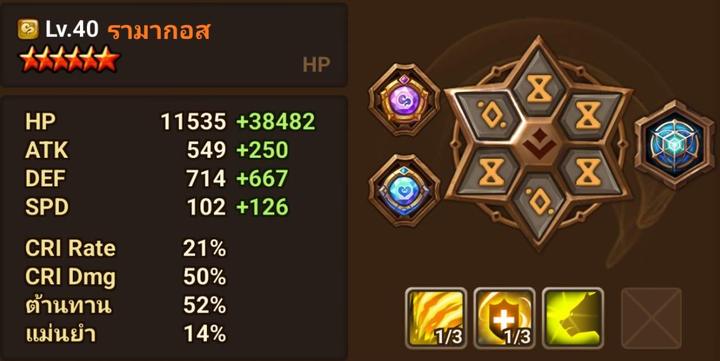 Lv.40 รามากอส
HP
HP 11535 +38482
ATK 549 +250
DEF 714 +667
SPD 102 +126
CRI Rate 21%
CRI Dmg 50%
ต้านทาน 52%
แม่นยำ 14%
1/3 1/3